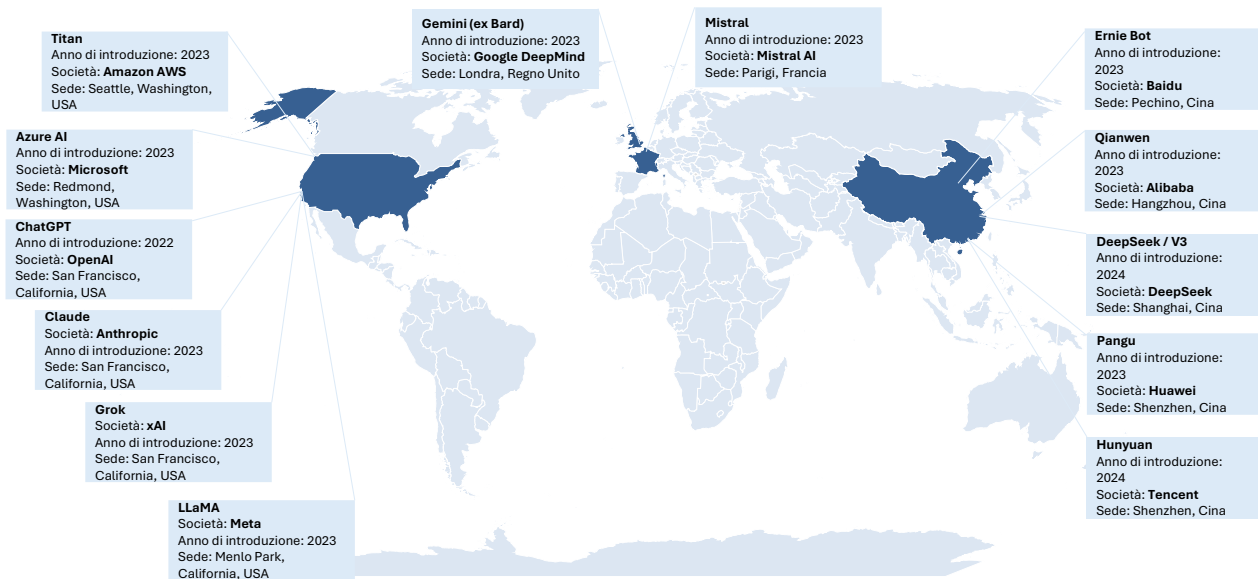 Titan
Anno di introduzione: 2023
Società: Amazon AWS
Sede: Seattle, Washington,
USA
Azure AI
Anno di introduzione: 2023
Società: Microsoft
Sede: Redmond,
Washington, USA
ChatGPT
Anno di introduzione: 2022
Società: OpenAI
Sede: San Francisco,
California, USA
Claude
Società: Anthropic
Anno di introduzione: 2023
Sede: San Francisco,
California, USA
Grok
Società: xAI
Anno di introduzione: 2023
Sede: San Francisco,
California, USA
LLaMA
Società: Meta
Anno di introduzione: 2023
Sede: Menlo Park,
California, USA
Gemini (ex Bard)
Anno di introduzione: 2023
Società: Google DeepMind
Sede: Londra, Regno Unito
Mistral
Anno di introduzione: 2023
Società: Mistral AI
Sede: Parigi, Francia
Ernie Bot
Anno di introduzione:
2023
Società: Baidu
Sede: Pechino, Cina
Qianwen
Anno di introduzione:
2023
Società: Alibaba
Sede: Hangzhou, Cina
DeepSeek / V3
Anno di introduzione:
2024
Società: DeepSeek
Sede: Shanghai, Cina
Pangu
Anno di introduzione:
2023
Società: Huawei
Sede: Shenzhen, Cina
Hunyuan
Anno di introduzione:
2024
Società: Tencent
Sede: Shenzhen, Cina